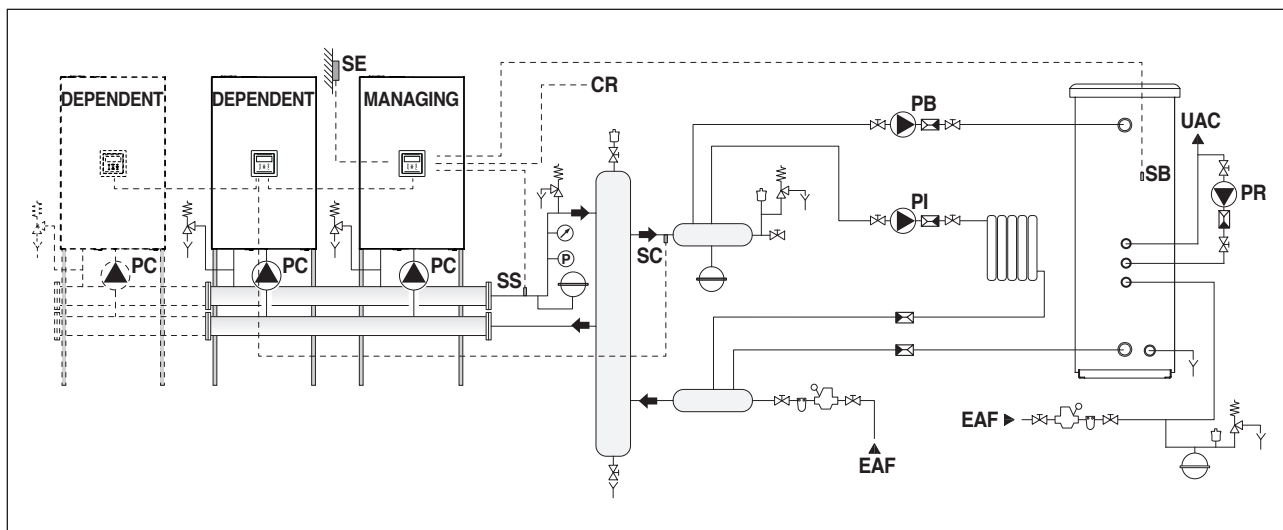 SE
DEPENDENT
DEPENDENT
MANAGING
CR
PB
UAC
SB
PR
PI
PC
PC
PC
SS
P
SC
EAF
EAF